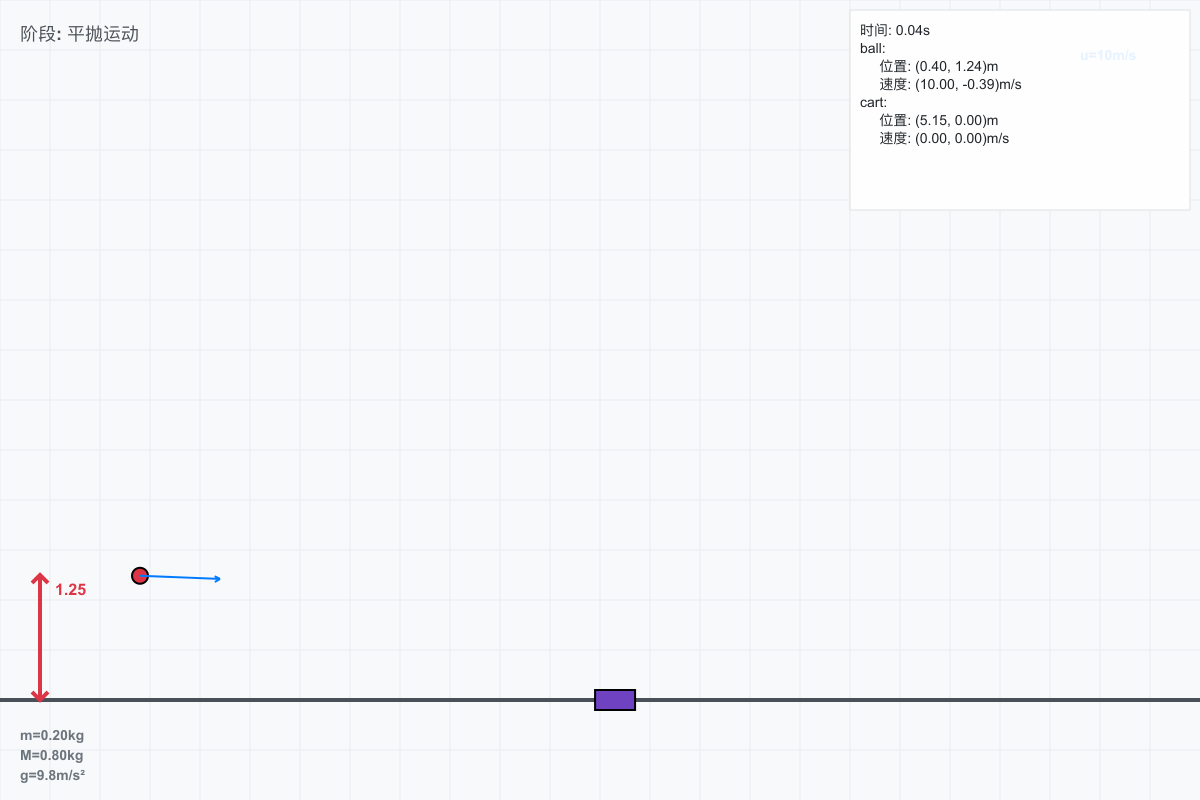 阶段: 平抛运动
时间: 0.04s
ball:
位置: (0.40, 1.24)m
速度: (10.00, -0.39)m/s
cart:
位置: (5.15, 0.00)m
速度: (0.00, 0.00)m/s
u=10m/s
1.25
m=0.20kg
M=0.80kg
g=9.8m/s²